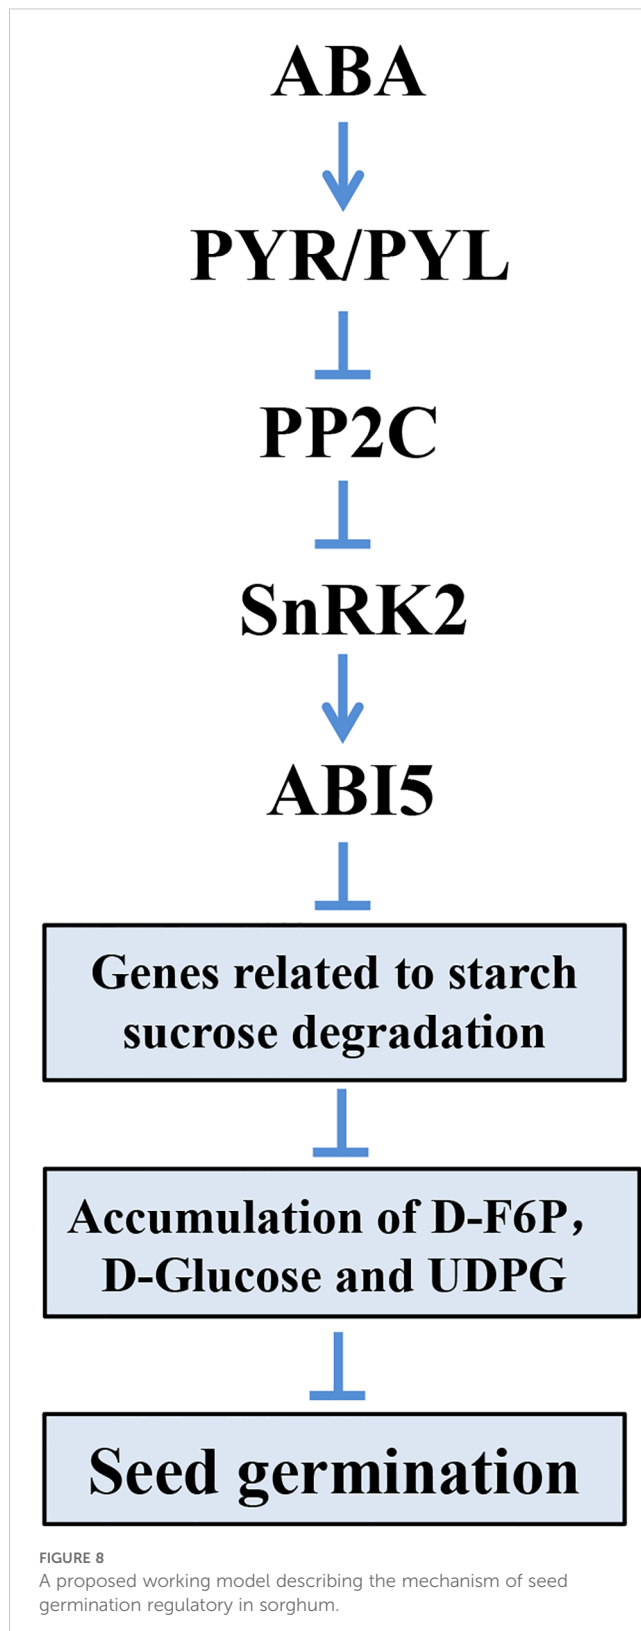 ABA
PYR/PYL
PP2C
SnRK2
ABI5
Genes related to starch
sucrose degradation
Accumulation of D-F6P，
D-Glucose and UDPG
Seed germination
FIGURE 8
A proposed working model describing the mechanism of seed
germination regulatory in sorghum.